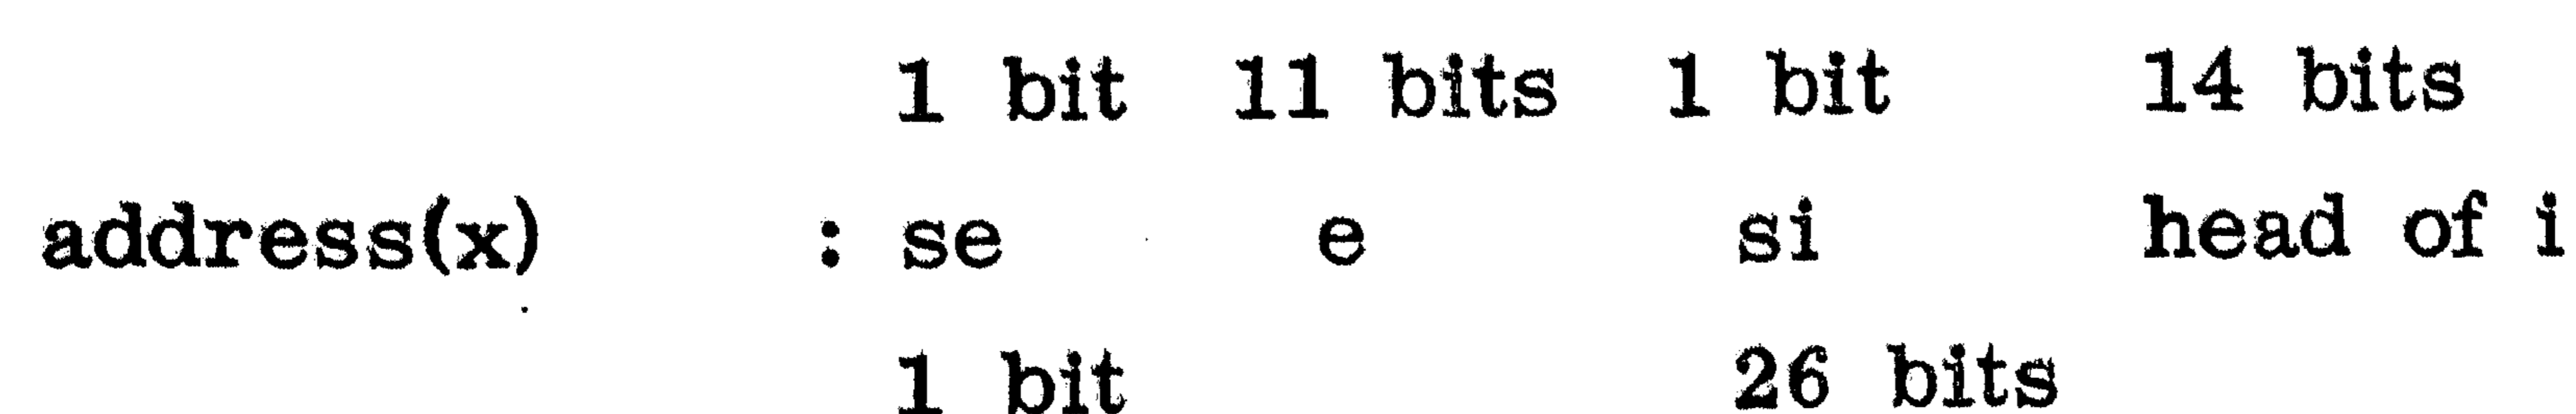 1 bit 11 bits 1 bit 14 bits
address(x) : se e si head of i
1 bit 26 bits